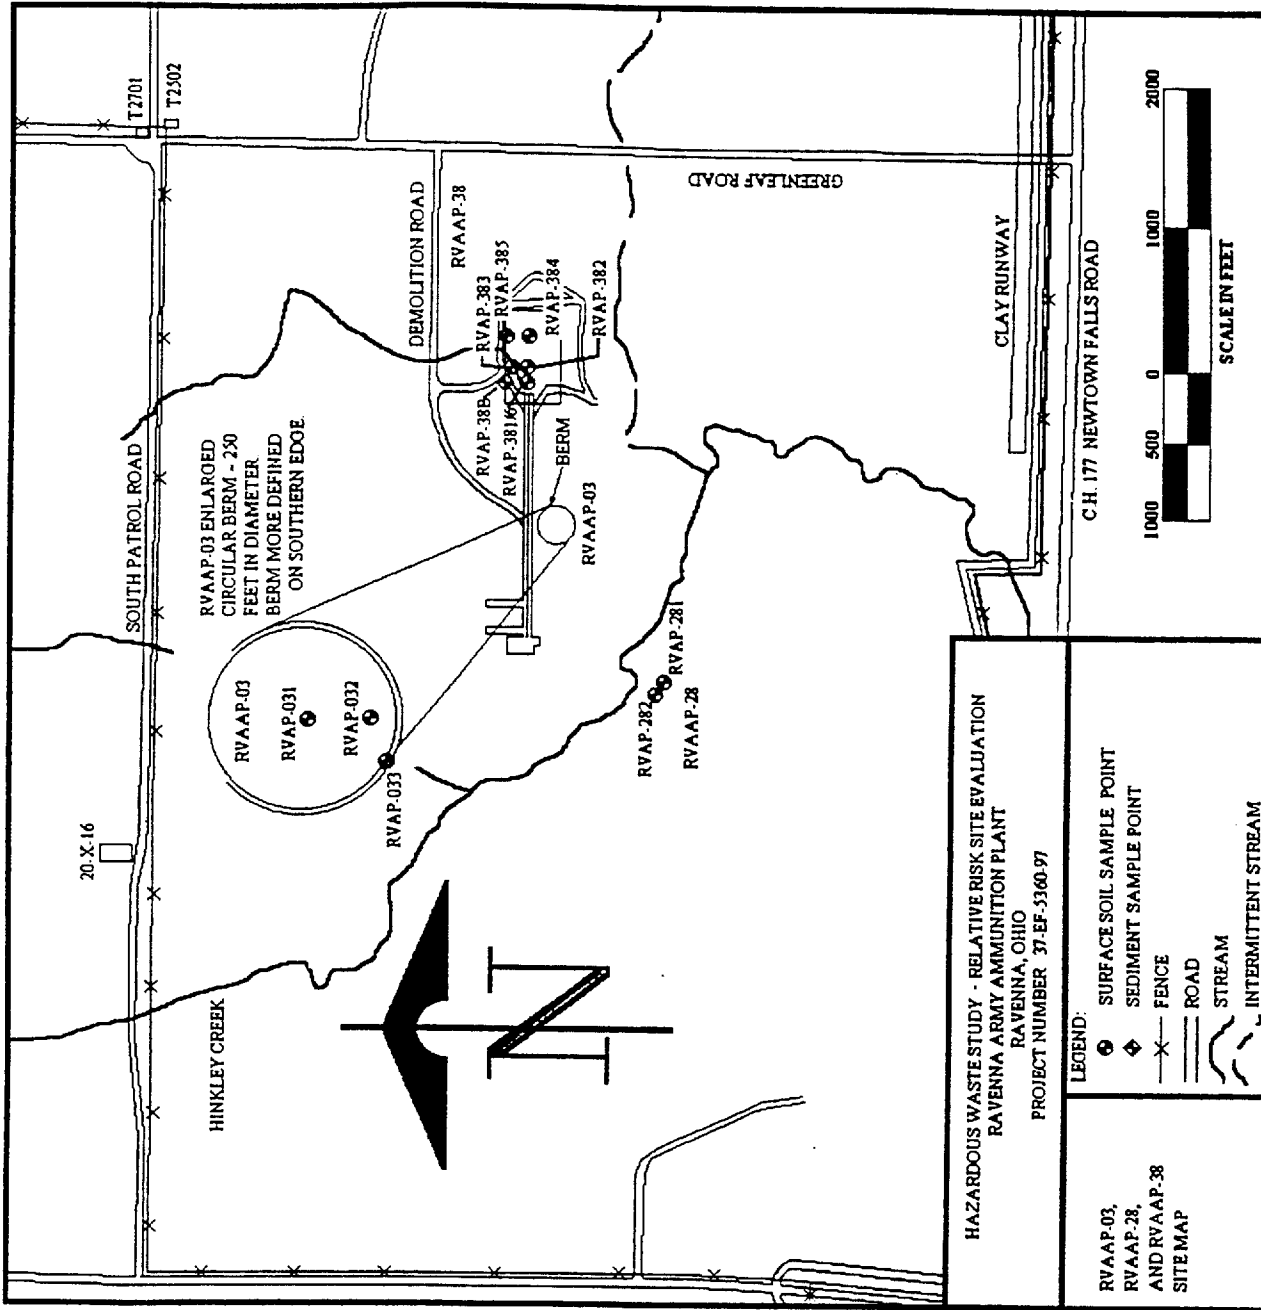 T2701
T2502
SOUTH PATROL ROAD
20-X-16
HINKLEY CREEK
RVAAP-03 ENLARGED
CIRCULAR BERM - 250
FEET IN DIAMETER.
BERM MORE DEFINED
ON SOUTHERN EDGE.
RVAAP-03
RVAP-031
RVAP-032
RVAP-033
DEMOLITION ROAD
RVAAP-38
RVAP-383
RVAP-385
RVAP-384
RVAP-382
RVAP-38B
RVAP-381/6
BERM
RVAAP-03
GREENLEAF ROAD
RVAP-282
RVAP-281
RVAAP-28
CLAY RUNWAY
C.H. 177 NEWTOWN FALLS ROAD
1000 500 0 1000 2000
SCALE IN FEET
N
HAZARDOUS WASTE STUDY - RELATIVE RISK SITE EVALUATION
RAVENNA ARMY AMMUNITION PLANT
RAVENNA, OHIO
PROJECT NUMBER 37-EF-5360-97
RVAAP-03,
RVAAP-28,
AND RVAAP-38
SITE MAP
LEGEND:
SURFACE SOIL SAMPLE POINT
SEDIMENT SAMPLE POINT
FENCE
ROAD
STREAM
INTERMITTENT STREAM